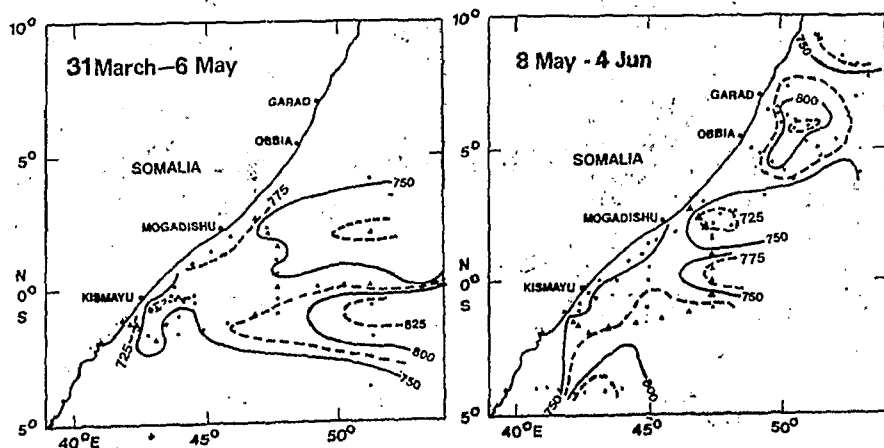 10°
31 March–6 May
GARAD
OBBIA
5°
SOMALIA
775
750
MOGADISHU
N
KISMAYU
0°
S
725
825
800
750
5°
40°E
45°
50°
10°
8 May - 4 Jun
750
GARAD
800
OBBIA
5°
SOMALIA
MOGADISHU
725
750
775
N
KISMAYU
0°
750
S
750
800
5°
40°E
45°
50°